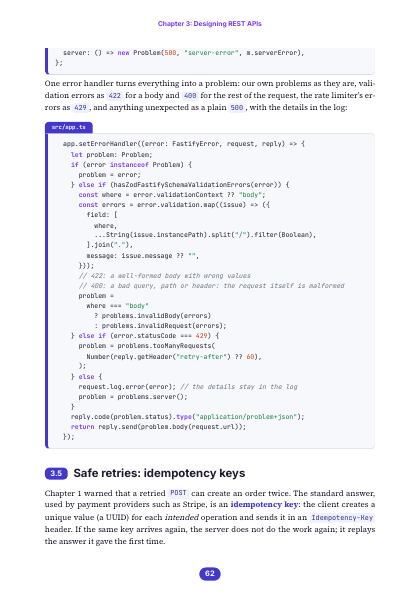 Chapter 3: Designing REST APIs
server: () => new Problem(500, "server-error", m.serverError),
};
One error handler turns everything into a problem: our own problems as they are, vali-
dation errors as 422 for a body and 400 for the rest of the request, the rate limiter's er-
rors as 429, and anything unexpected as a plain 500, with the details in the log:
src/app.ts
app.setErrorHandler((error: FastifyError, request, reply) => {
let problem: Problem;
if (error instanceof Problem) {
problem = error;
} else if (hasZodFastifySchemaValidationErrors(error)) {
const where = error.validationContext ?? "body";
const errors = error.validation.map((issue) => ({
field: [
where,
...String(issue.instancePath).split("/").filter(Boolean),
].join("."),
message: issue.message ?? "",
}));
// 422: a well-formed body with wrong values
// 400: a bad query, path or header: the request itself is malformed
problem =
where === "body"
? problems.invalidBody(errors)
: problems.invalidRequest(errors);
} else if (error.statusCode === 429) {
problem = problems.tooManyRequests(
Number(reply.getHeader("retry-after") ?? 60),
);
} else {
request.log.error(error); // the details stay in the log
problem = problems.server();
}
reply.code(problem.status).type("application/problem+json");
return reply.send(problem.body(request.url));
});
3.5 Safe retries: idempotency keys
Chapter 1 warned that a retried POST can create an order twice. The standard answer,
used by payment providers such as Stripe, is an idempotency key: the client creates a
unique value (a UUID) for each intended operation and sends it in an Idempotency-Key
header. If the same key arrives again, the server does not do the work again; it replays
the answer it gave the first time.
62